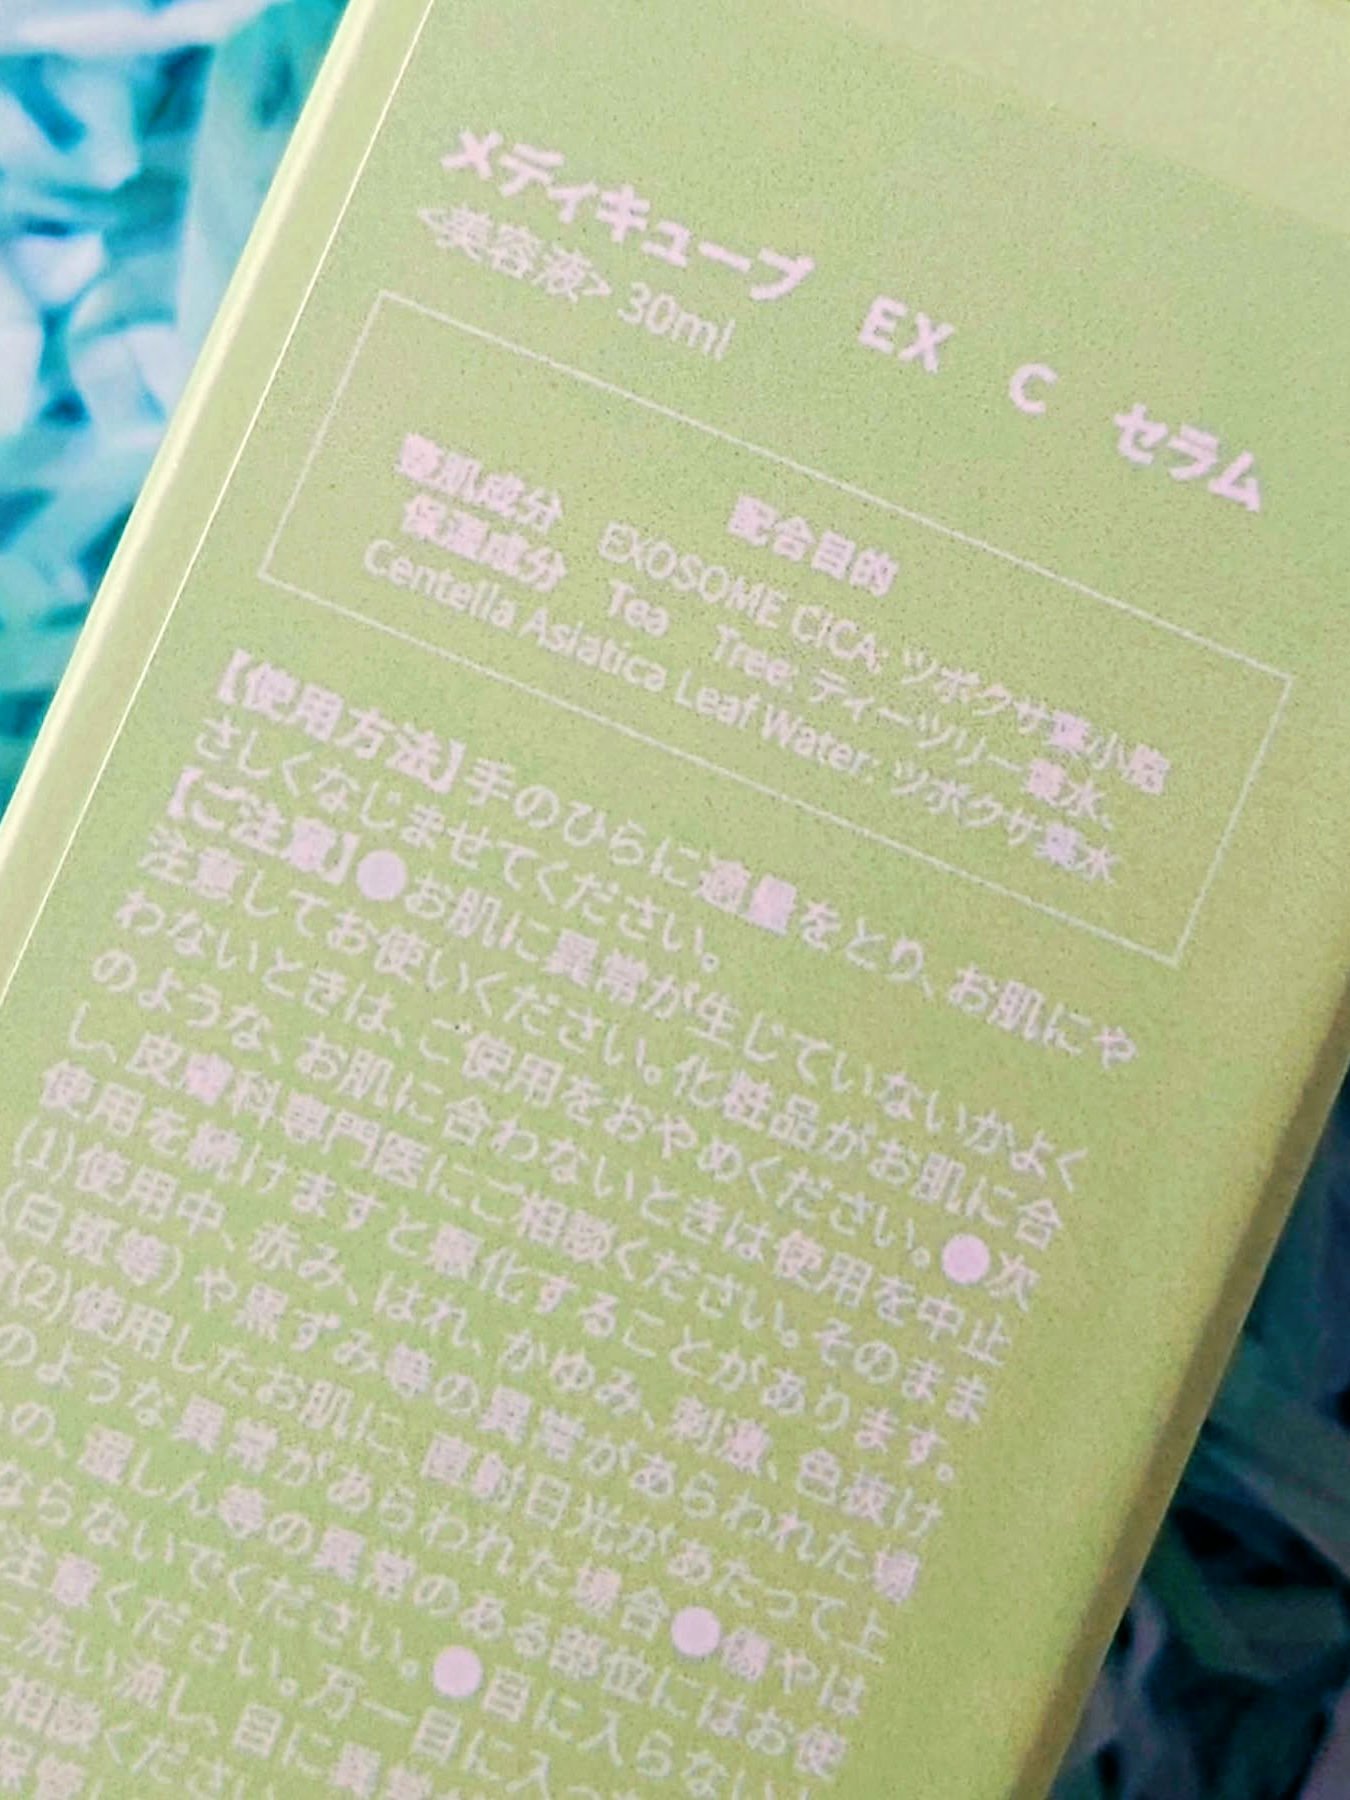 メディキューブ EX C セラム
<美容液> 30ml
配合目的
整肌成分 EXOSOME CICA: ツボクサ葉小胞
保湿成分 Tea Tree: ティーツリー葉水、
Centella Asiatica Leaf Water: ツボクサ葉水
【使用方法】手のひらに適量をとり、お肌にや
さしくなじませてください。
【ご注意】●お肌に異常が生じていないかよく
注意してお使いください。化粧品がお肌に合
わないときは、ご使用をおやめください。●次
のような、お肌に合わないときは使用を中止
し、皮膚科専門医にご相談ください。そのまま
使用を続けますと悪化することがあります。
(1)使用中、赤み、はれ、かゆみ、刺激、色抜け
(白斑等)や黒ずみ等の異常があらわれた場
(2)使用したお肌に、直射日光があたって上
のような異常があらわれた場合●傷やは
の、湿しん等の異常のある部位にはお使
ならないでください。●目に入らない
注意ください。万一目に入っ
に洗い流し、目に異常
相談ください